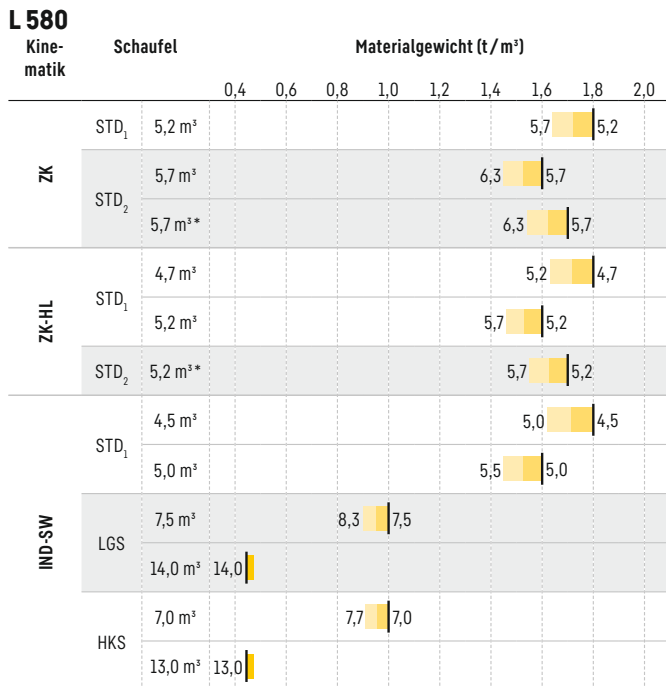 L 580
Kine-
matik
Schaufel
Materialgewicht (t / m³)
0,4 0,6 0,8 1,0 1,2 1,4 1,6 1,8 2,0
ZK
STD₁ 5,2 m³ 5,7 5,2
STD₂
5,7 m³ 6,3 5,7
5,7 m³ * 6,3 5,7
ZK-HL
STD₁
4,7 m³ 5,2 4,7
5,2 m³ 5,7 5,2
STD₂ 5,2 m³ * 5,7 5,2
IND-SW
STD₁
4,5 m³ 5,0 4,5
5,0 m³ 5,5 5,0
LGS
7,5 m³ 8,3 7,5
14,0 m³ 14,0
HKS
7,0 m³ 7,7 7,0
13,0 m³ 13,0